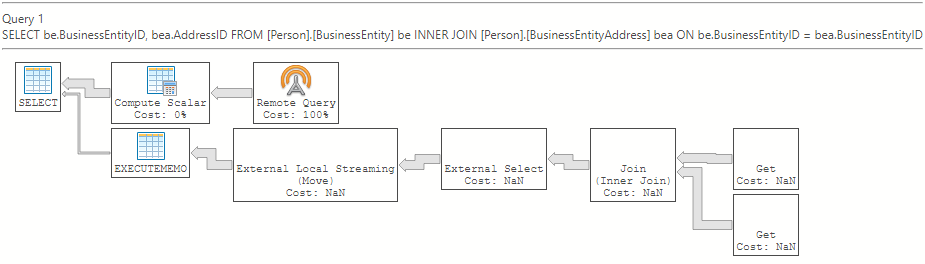 Query 1
SELECT be.BusinessEntityID, bea.AddressID FROM [Person].[BusinessEntity] be INNER JOIN [Person].[BusinessEntityAddress] bea ON be.BusinessEntityID = bea.BusinessEntityID
SELECT
Compute Scalar
Cost: 0%
Remote Query
Cost: 100%
EXECUTEMEMO
External Local Streaming
(Move)
Cost: NaN
External Select
Cost: NaN
Join
(Inner Join)
Cost: NaN
Get
Cost: NaN
Get
Cost: NaN